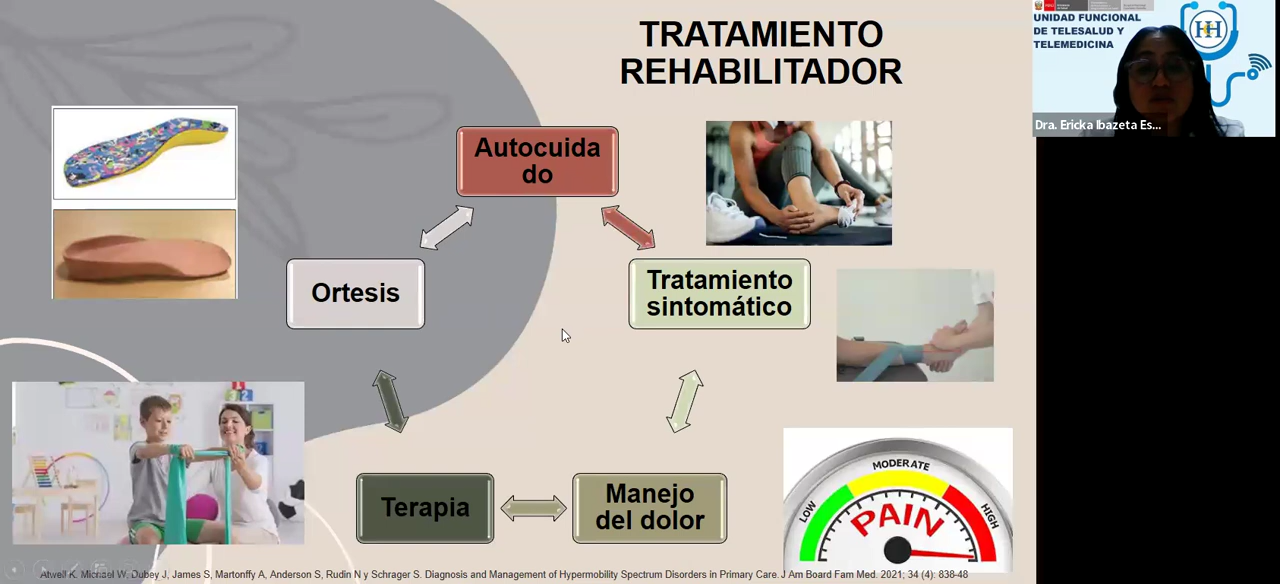 TRATAMIENTO
REHABILITADOR
UNIDAD FUNCIONAL
DE TELESALUD Y
TELEMEDICINA
Dra. Ericka Ibazeta Es...
Autocuida
do
Ortesis
Tratamiento
sintomático
Terapia
Manejo
del dolor
LOW
MODERATE
HIGH
PAIN
Atwell K. Michael W, Dubey J, James S, Martonffy A, Anderson S, Rudin N y Schrager S. Diagnosis and Management of Hypermobility Spectrum Disorders in Primary Care. J Am Board Fam Med. 2021; 34 (4): 838-48